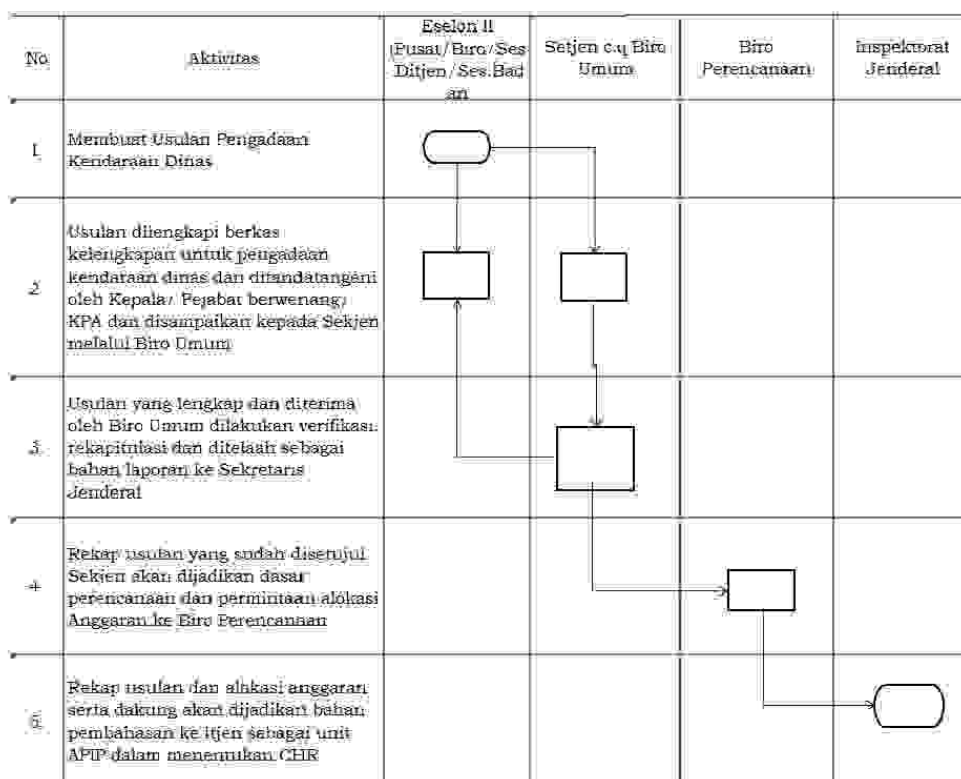 No
Aktivitas
Eselon II
(Pusat/Biro/Ses
Ditjen/Ses.Bad
an
Setjen c.q Biro
Umum
Biro
Perencanaan
Inspektorat
Jenderal
1
Membuat Usulan Pengadaan
Kendaraan Dinas
2
Usulan dilengkapi berkas
kelengkapan untuk pengadaan
kendaraan dinas dan ditandatangani
oleh Kepala/ Pejabat berwenang/
KPA dan disampaikan kepada Sekjen
melalui Biro Umum
3
Usulan yang lengkap dan diterima
oleh Biro Umum dilakukan verifikasi
rekapitulasi dan ditelaah sebagai
bahan laporan ke Sekretaris
Jenderal
4
Rekap usulan yang sudah disetujui
Sekjen akan dijadikan dasar
perencanaan dan permintaan alokasi
Anggaran ke Biro Perencanaan
5
Rekap usulan dan alokasi anggaran
serta dakung akan dijadikan bahan
pembahasan ke Itjen sebagai unit
APIP dalam menentukan CHR